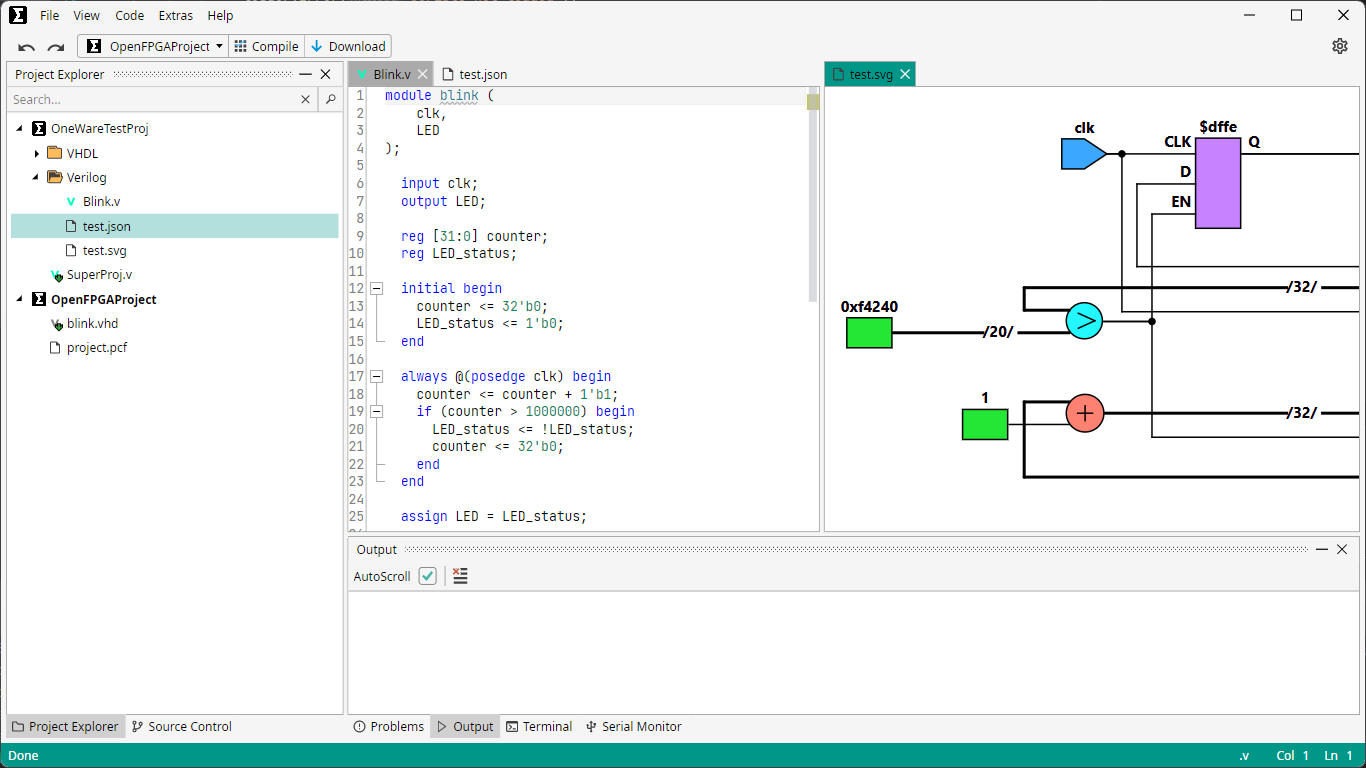 File View Code Extras Help
OpenFPGAProject Compile Download
Project Explorer
Search...
OneWareTestProj
VHDL
Verilog
Blink.v
test.json
test.svg
SuperProj.v
OpenFPGAProject
blink.vhd
project.pcf
Project Explorer Source Control
Blink.v test.json
1 module blink (
2 clk,
3 LED
4 );
5
6 input clk;
7 output LED;
8
9 reg [31:0] counter;
10 reg LED_status;
11
12 initial begin
13 counter <= 32'b0;
14 LED_status <= 1'b0;
15 end
16
17 always @(posedge clk) begin
18 counter <= counter + 1'b1;
19 if (counter > 1000000) begin
20 LED_status <= !LED_status;
21 counter <= 32'b0;
22 end
23 end
24
25 assign LED = LED_status;
test.svg
clk
$dffe
CLK Q
D
EN
/32/
0xf4240
>
/20/
1
+
/32/
Output
AutoScroll
Problems Output Terminal Serial Monitor
Done .v Col 1 Ln 1